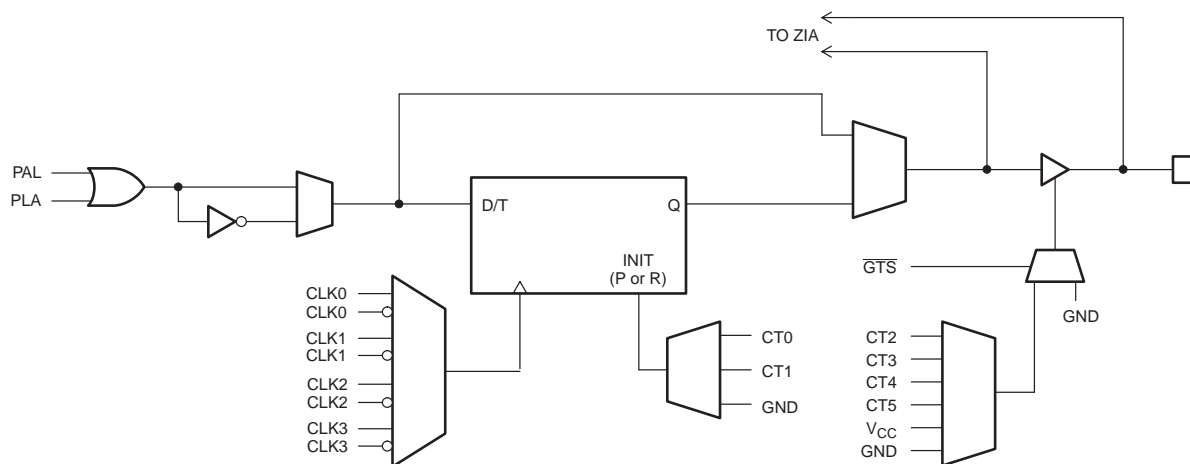 TO ZIA
PAL
PLA
D/T
Q
INIT
(P or R)
GTS
GND
CLK0
CLK0
CLK1
CLK1
CLK2
CLK2
CLK3
CLK3
CT0
CT1
GND
CT2
CT3
CT4
CT5
VCC
GND